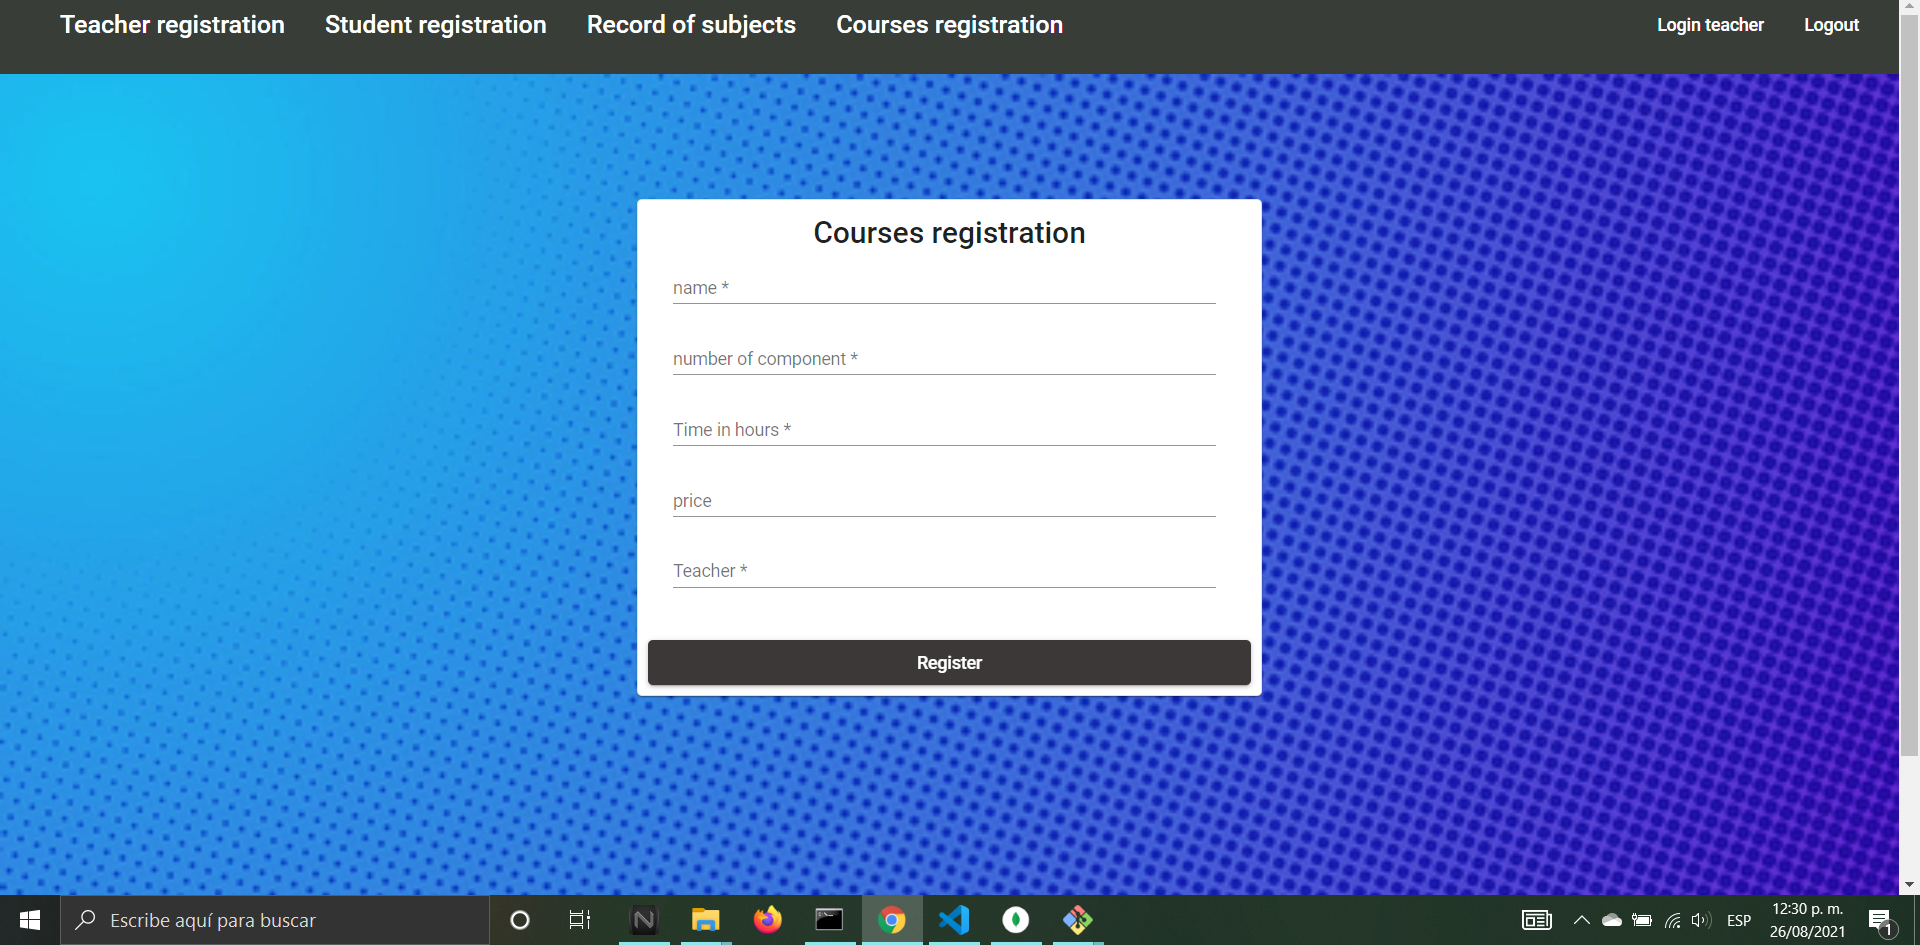 Teacher registration Student registration Record of subjects Courses registration Login teacher Logout
Courses registration
name *
number of component *
Time in hours *
price
Teacher *
Register
Escribe aquí para buscar
ESP
12:30 p. m.
26/08/2021
1